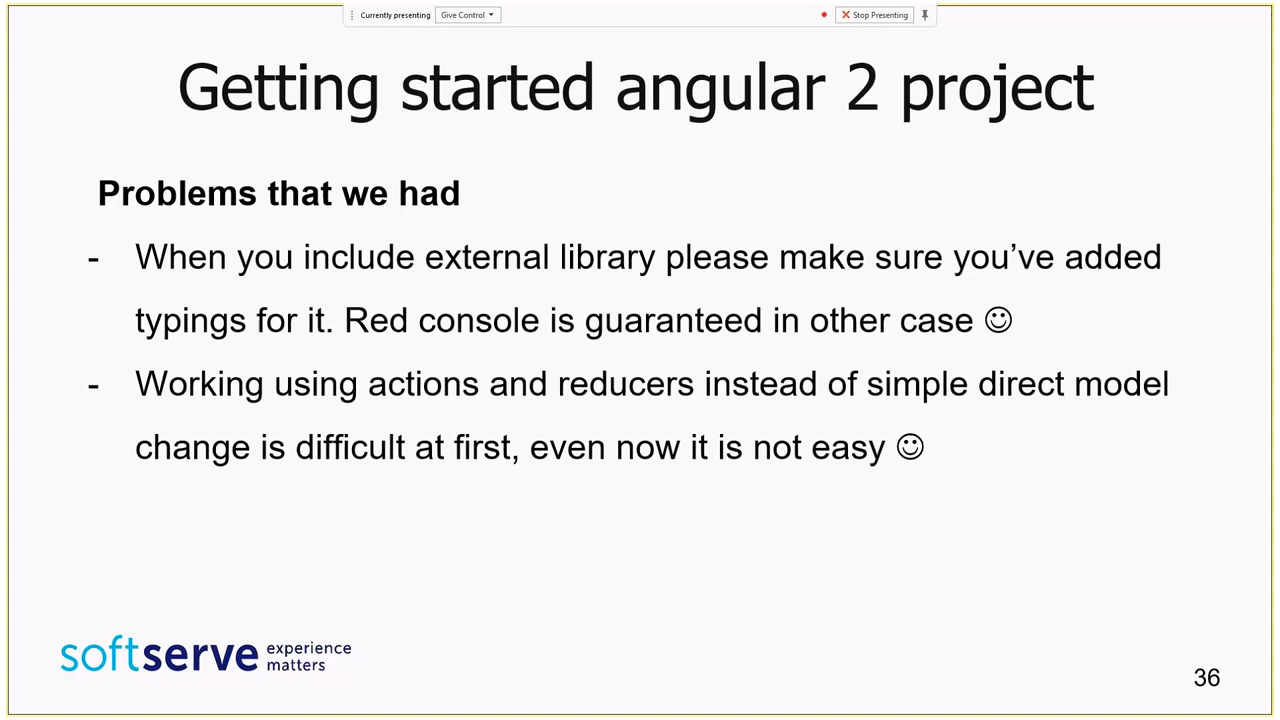 Currently presenting Give Control Stop Presenting
Getting started angular 2 project
Problems that we had
- When you include external library please make sure you’ve added
typings for it. Red console is guaranteed in other case ☺
- Working using actions and reducers instead of simple direct model
change is difficult at first, even now it is not easy ☺
softserve experience
matters
36